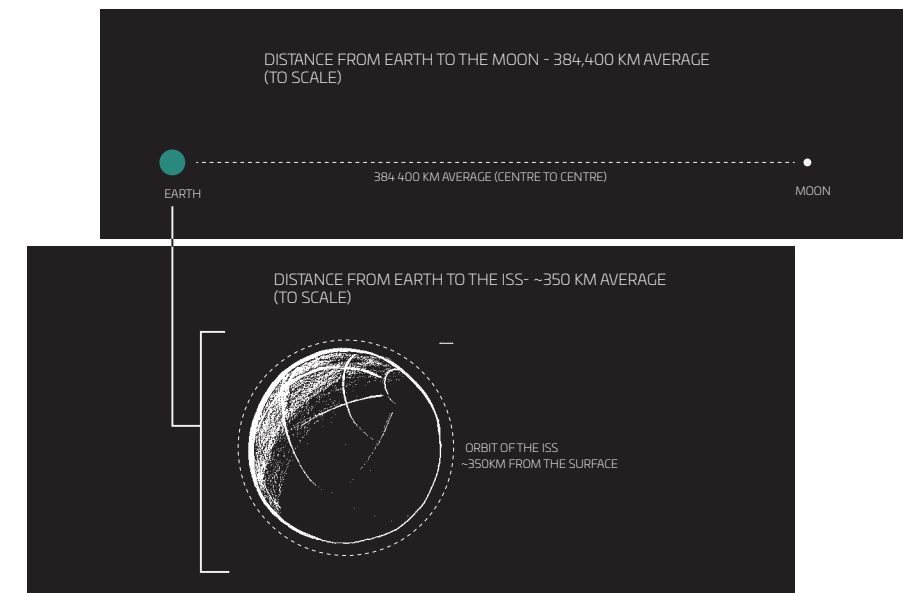 DISTANCE FROM EARTH TO THE MOON - 384,400 KM AVERAGE
(TO SCALE)
384 400 KM AVERAGE (CENTRE TO CENTRE)
EARTH
MOON
DISTANCE FROM EARTH TO THE ISS- ~350 KM AVERAGE
(TO SCALE)
ORBIT OF THE ISS
~350KM FROM THE SURFACE